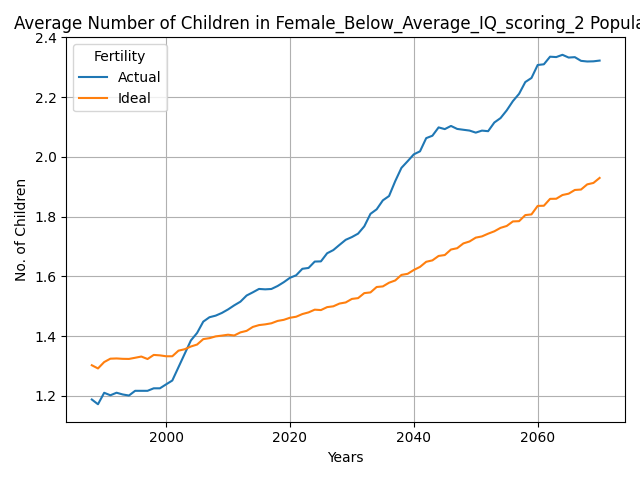 Average Number of Children in Female_Below_Average_IQ_scoring_2 Popula
Fertility
Actual
Ideal
No. of Children
2.4
2.2
2.0
1.8
1.6
1.4
1.2
2000 2020 2040 2060
Years